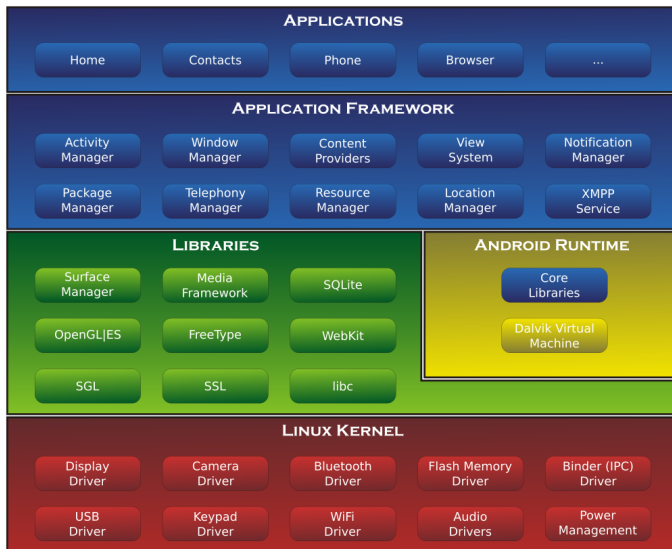 APPLICATIONS
Home
Contacts
Phone
Browser
...
APPLICATION FRAMEWORK
Activity
Manager
Window
Manager
Content
Providers
View
System
Notification
Manager
Package
Manager
Telephony
Manager
Resource
Manager
Location
Manager
XMPP
Service
LIBRARIES
Surface
Manager
Media
Framework
SQLite
OpenGL|ES
FreeType
WebKit
SGL
SSL
libc
ANDROID RUNTIME
Core
Libraries
Dalvik Virtual
Machine
LINUX KERNEL
Display
Driver
Camera
Driver
Bluetooth
Driver
Flash Memory
Driver
Binder (IPC)
Driver
USB
Driver
Keypad
Driver
WiFi
Driver
Audio
Drivers
Power
Management